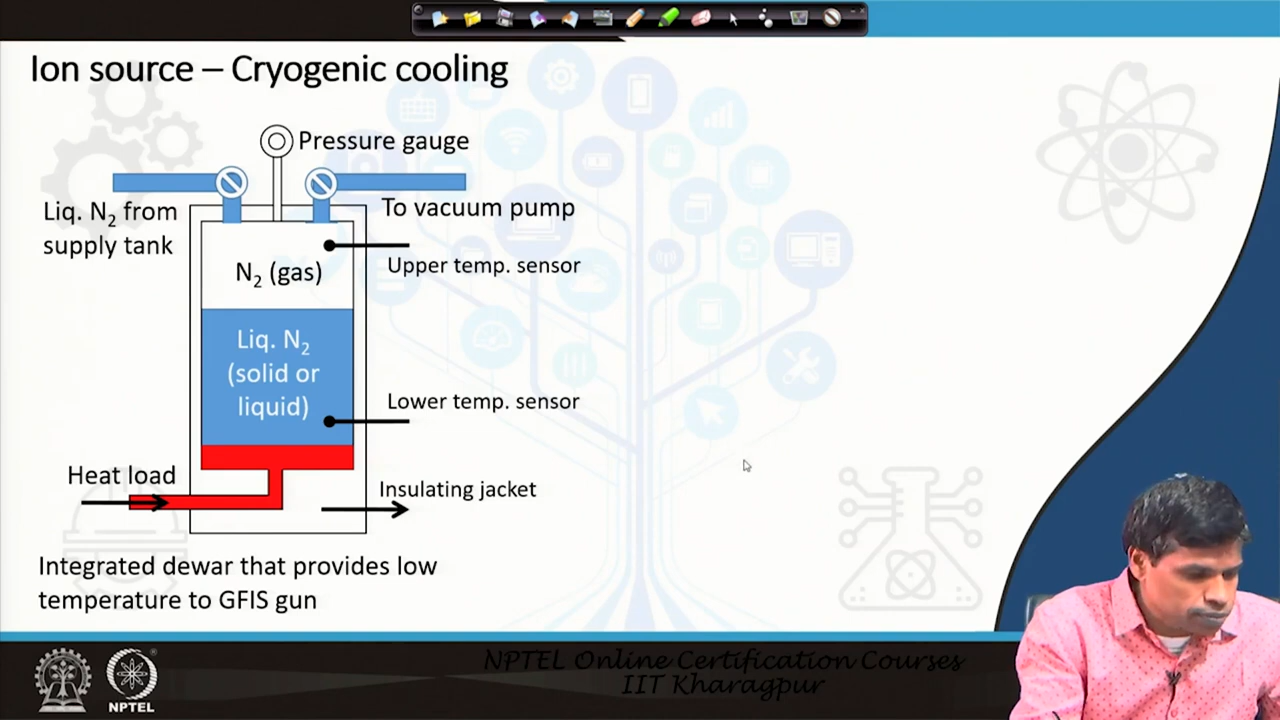 Ion source – Cryogenic cooling
Pressure gauge
Liq. N₂ from
supply tank
To vacuum pump
Upper temp. sensor
N₂ (gas)
Liq. N₂
(solid or
liquid)
Lower temp. sensor
Heat load
Insulating jacket
Integrated dewar that provides low
temperature to GFIS gun
NPTEL Online Certification Courses
IIT Kharagpur
NPTEL